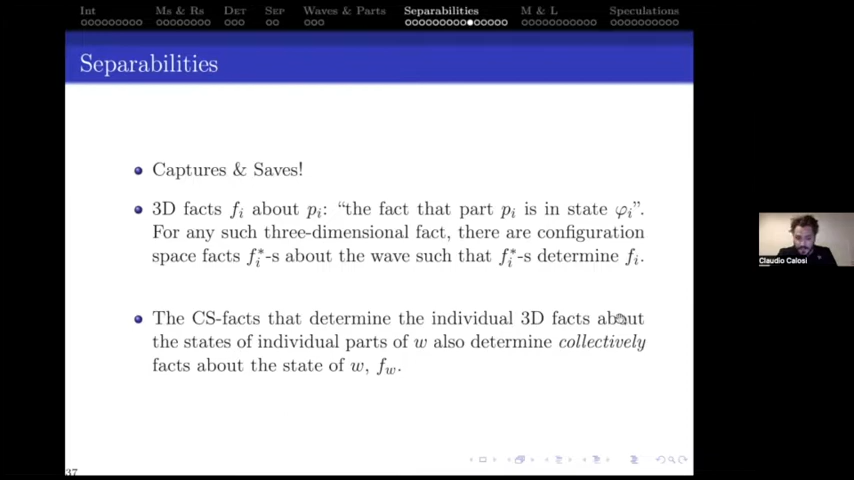 Int Ms & Rs Det Sep Waves & Parts Separabilities M & L Speculations
Separabilities
Captures & Saves!
3D facts fᵢ about pᵢ: “the fact that part pᵢ is in state φᵢ”.
For any such three-dimensional fact, there are configuration
space facts fᵢ*-s about the wave such that fᵢ*-s determine fᵢ.
The CS-facts that determine the individual 3D facts about
the states of individual parts of w also determine collectively
facts about the state of w, f_w.
Claudio Calosi
37